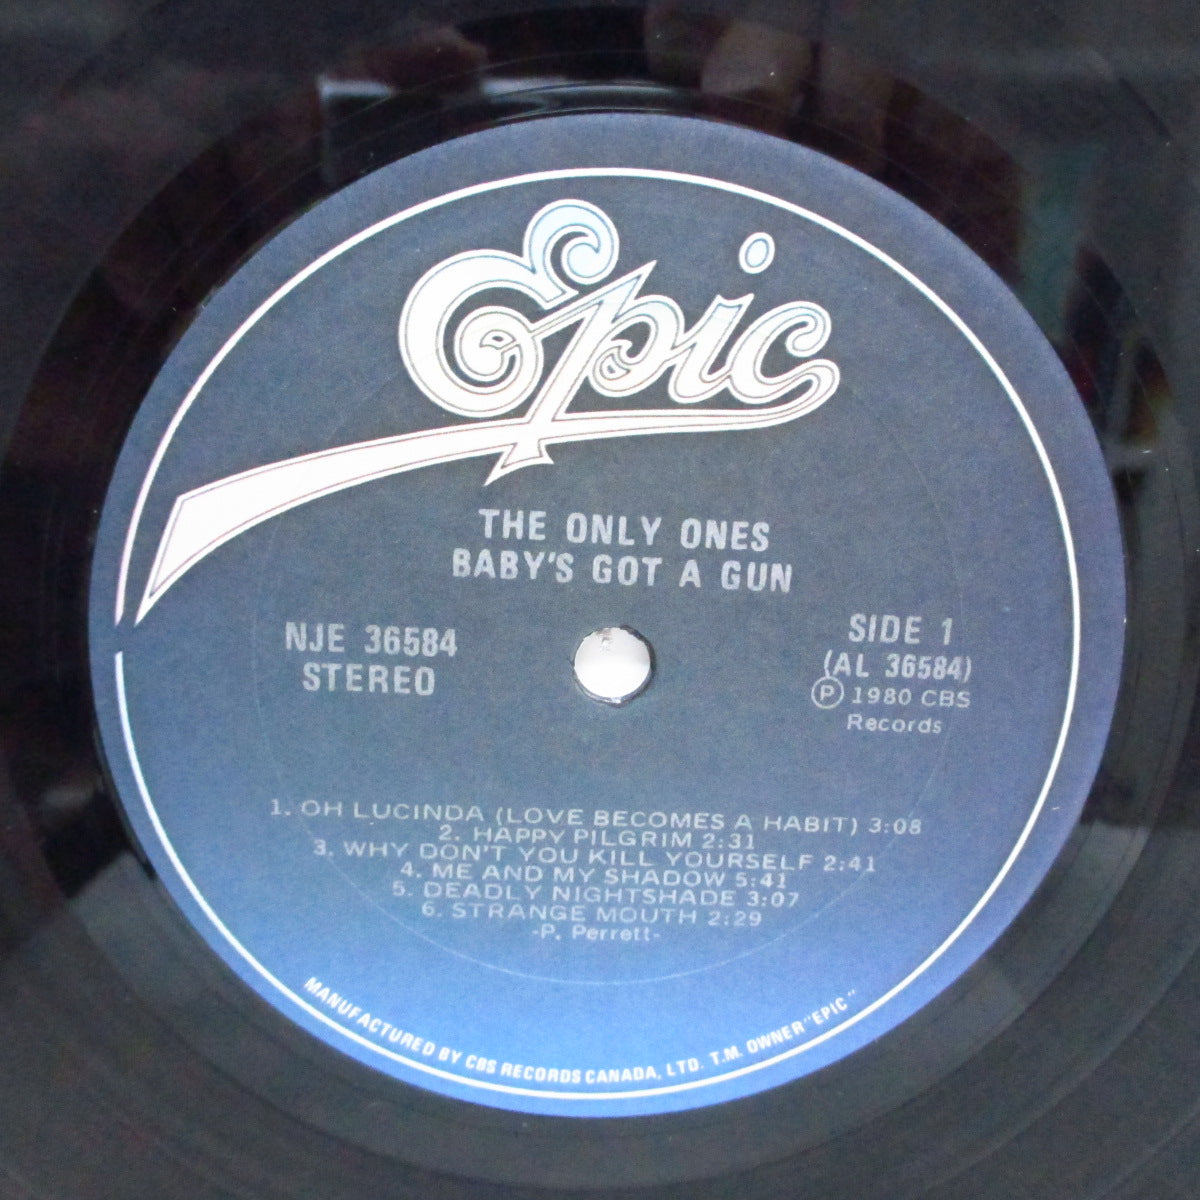 Epic
THE ONLY ONES
BABY'S GOT A GUN
NJE 36584
STEREO
SIDE 1
(AL 36584)
Ⓟ 1980 CBS
Records
1. OH LUCINDA (LOVE BECOMES A HABIT) 3:08
2. HAPPY PILGRIM 2:31
3. WHY DON'T YOU KILL YOURSELF 2:41
4. ME AND MY SHADOW 5:41
5. DEADLY NIGHTSHADE 3:07
6. STRANGE MOUTH 2:29
-P. Perrett-
MANUFACTURED BY CBS RECORDS CANADA, LTD. T.M. OWNER "EPIC"